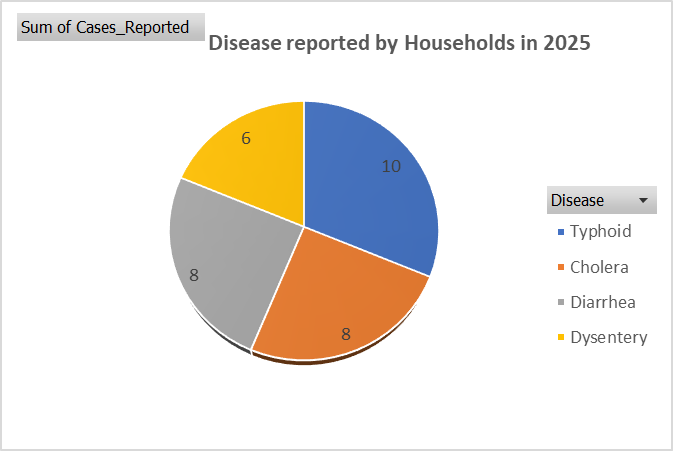 Sum of Cases_Reported
Disease reported by Households in 2025
6
10
8
8
Disease
Typhoid
Cholera
Diarrhea
Dysentery